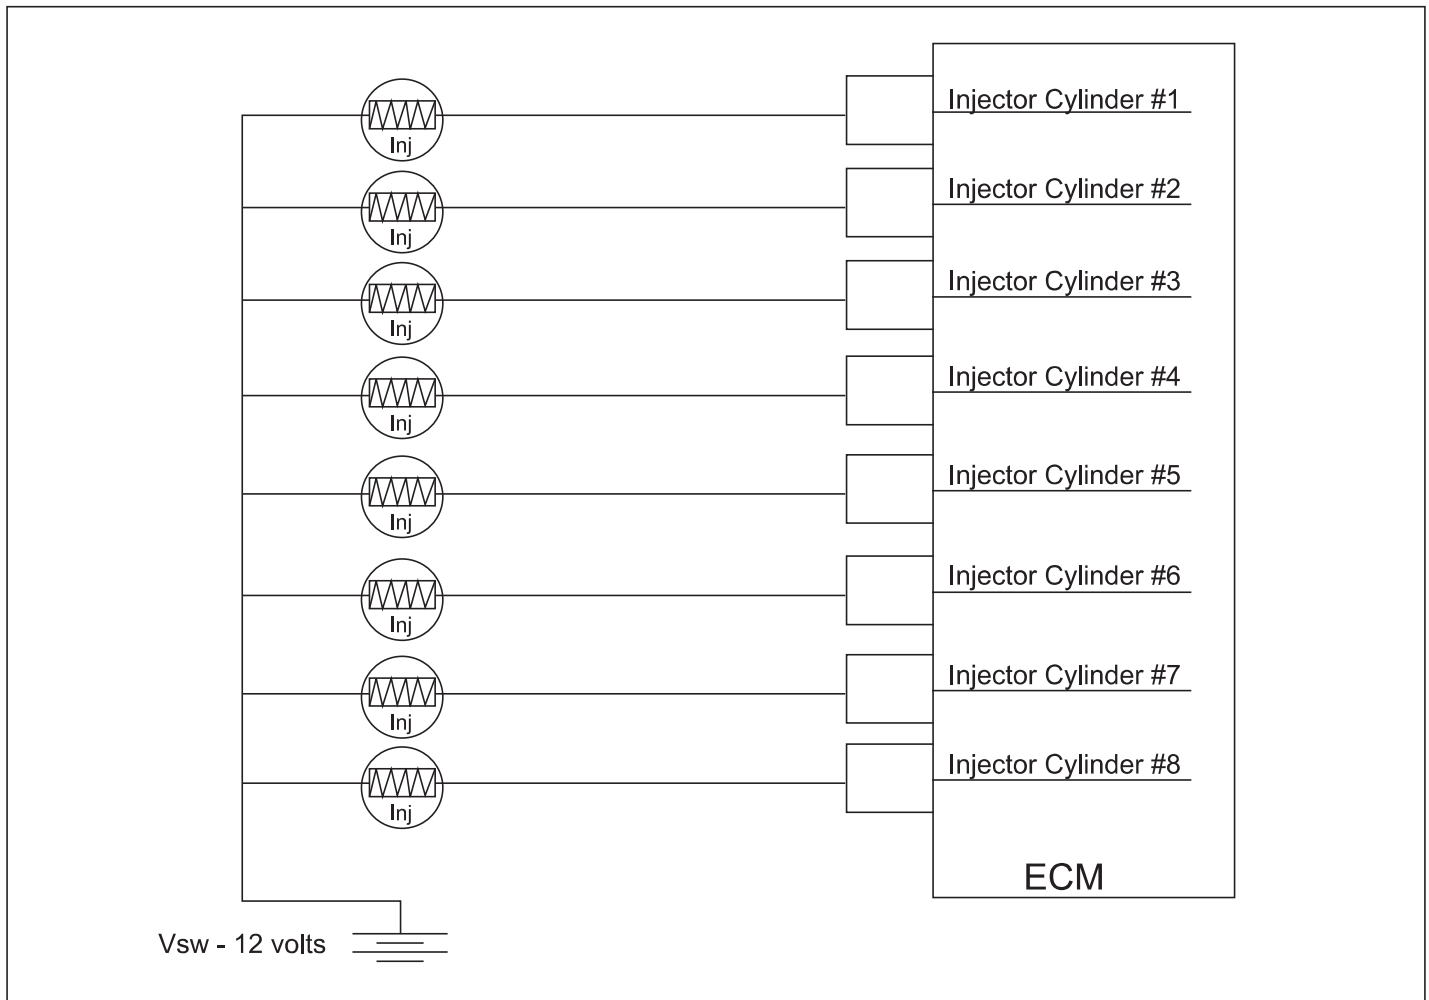 Injector Cylinder #1
Inj
Injector Cylinder #2
Inj
Injector Cylinder #3
Inj
Injector Cylinder #4
Inj
Injector Cylinder #5
Inj
Injector Cylinder #6
Inj
Injector Cylinder #7
Inj
Injector Cylinder #8
Inj
ECM
Vsw - 12 volts